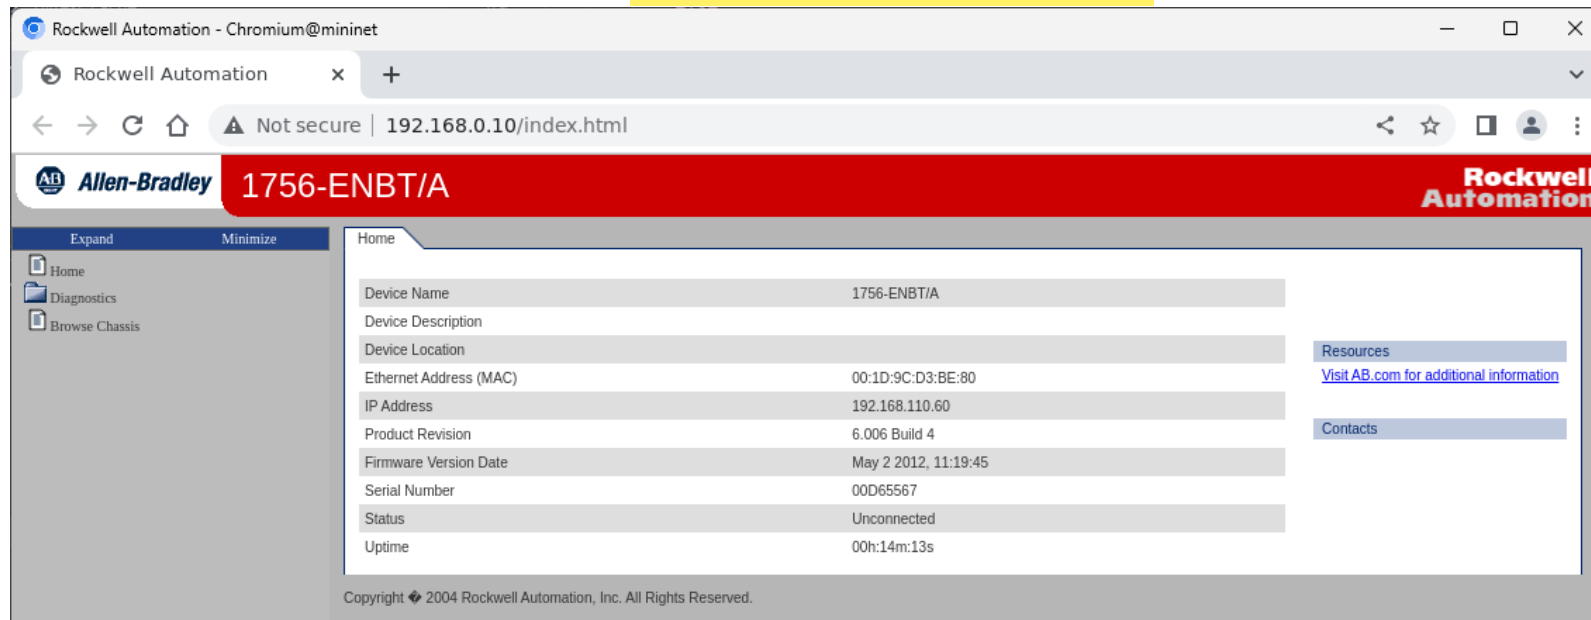 Rockwell Automation - Chromium@mininet
Rockwell Automation
Not secure 192.168.0.10/index.html
AB Allen-Bradley 1756-ENBT/A Rockwell
Automation
Expand Minimize
Home
Diagnostics
Browse Chassis
Home
Device Name 1756-ENBT/A
Device Description
Device Location
Ethernet Address (MAC) 00:1D:9C:D3:BE:80
IP Address 192.168.110.60
Product Revision 6.006 Build 4
Firmware Version Date May 2 2012, 11:19:45
Serial Number 00D65567
Status Unconnected
Uptime 00h:14m:13s
Resources
Visit AB.com for additional information
Contacts
Copyright � 2004 Rockwell Automation, Inc. All Rights Reserved.